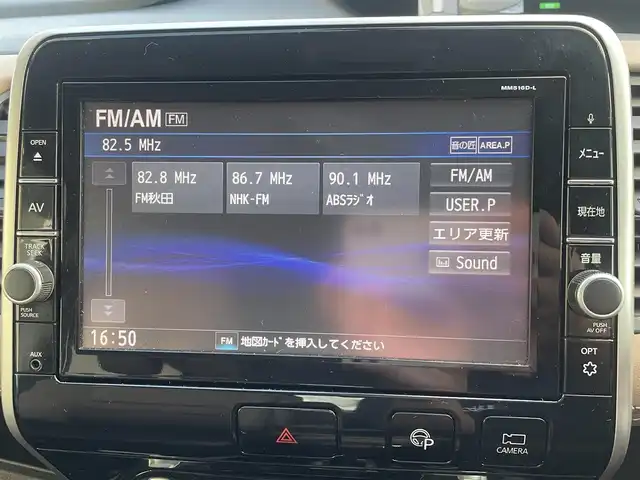 MM516D-L
FM/AM FM
82.5 MHz
音の匠 AREA.P
82.8 MHz
FM秋田
86.7 MHz
NHK-FM
90.1 MHz
ABSﾗｼﾞｵ
FM/AM
USER.P
エリア更新
Sound
16:50
FM 地図ｶｰﾄﾞを挿入してください
OPEN
AV
TRACK
SEEK
PUSH
SOURCE
AUX
メニュー
現在地
音量
PUSH
AV OFF
OPT
P
CAMERA